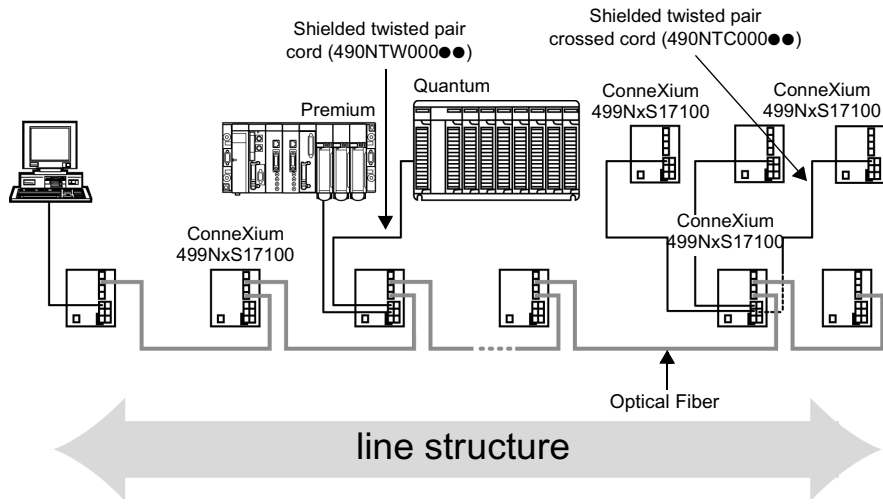 Shielded twisted pair
cord (490NTW000●●)
Shielded twisted pair
crossed cord (490NTC000●●)
Premium
Quantum
ConneXium
499NxS17100
ConneXium
499NxS17100
ConneXium
499NxS17100
ConneXium
499NxS17100
Optical Fiber
line structure